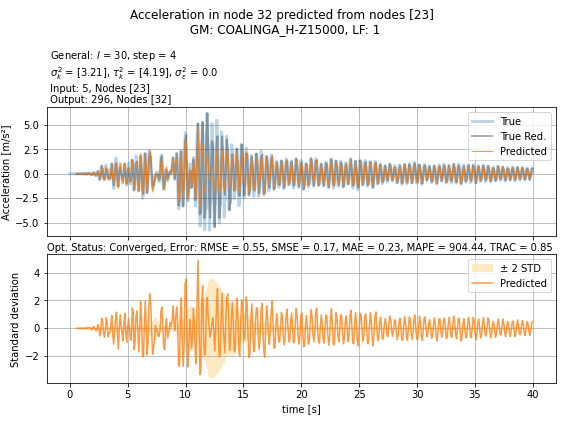 Acceleration in node 32 predicted from nodes [23]
GM: COALINGA_H-Z15000, LF: 1
General: l = 30, step = 4
σ²ₖ = [3.21], τ²ₖ = [4.19], σ²ε = 0.0
Input: 5, Nodes [23]
Output: 296, Nodes [32]
Acceleration [m/s²]
5.0
2.5
0.0
−2.5
−5.0
True
True Red.
Predicted
Opt. Status: Converged, Error: RMSE = 0.55, SMSE = 0.17, MAE = 0.23, MAPE = 904.44, TRAC = 0.85
Standard deviation
4
2
0
−2
± 2 STD
Predicted
0 5 10 15 20 25 30 35 40
time [s]